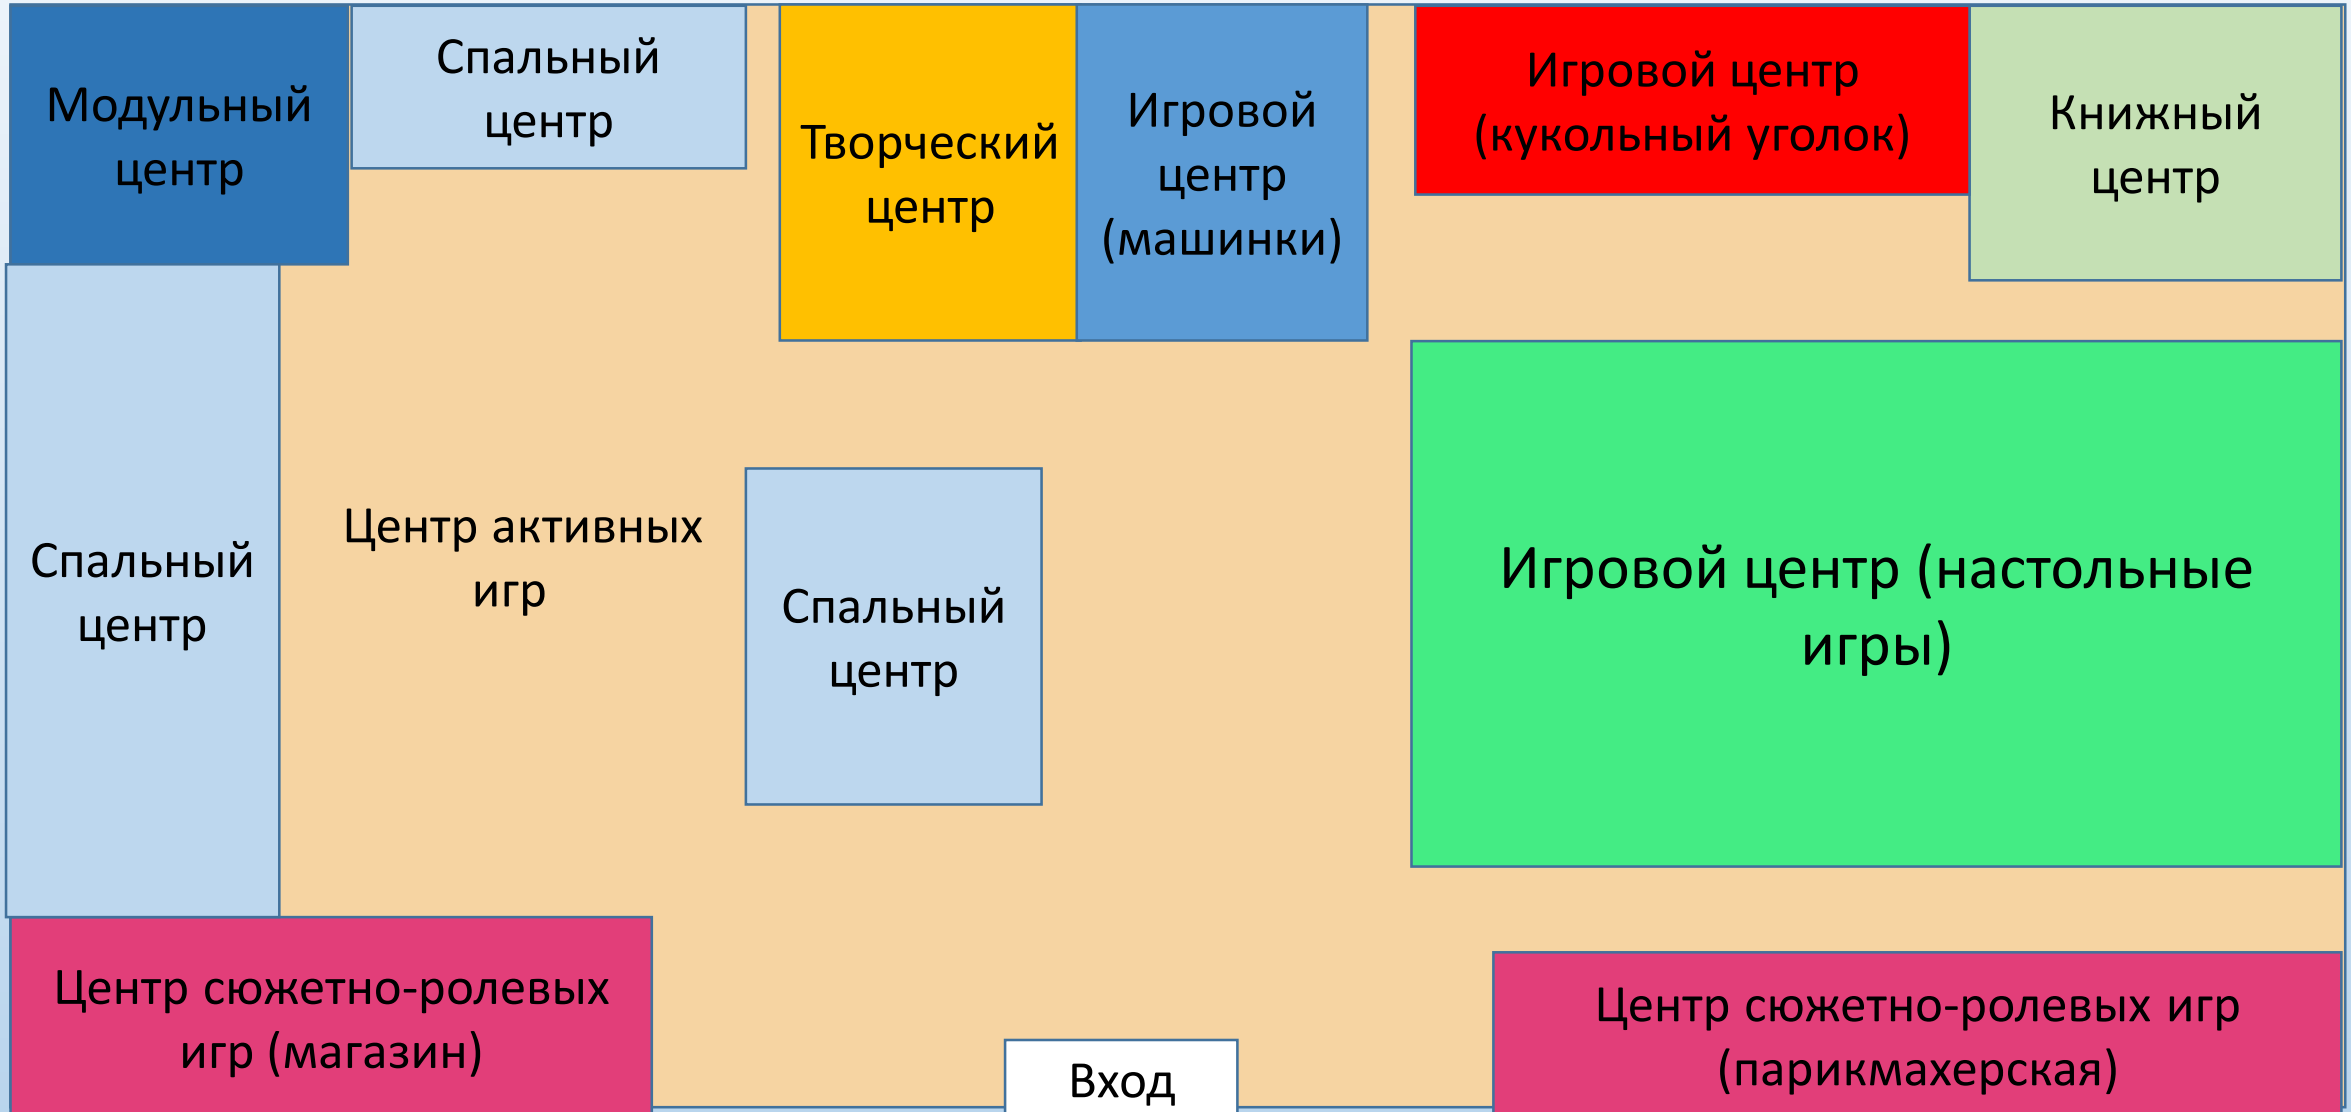 Модульный
центр
Спальный
центр
Творческий
центр
Игровой
центр
(машинки)
Игровой центр
(кукольный уголок)
Книжный
центр
Спальный
центр
Центр активных
игр
Спальный
центр
Игровой центр (настольные
игры)
Центр сюжетно-ролевых
игр (магазин)
Вход
Центр сюжетно-ролевых игр
(парикмахерская)